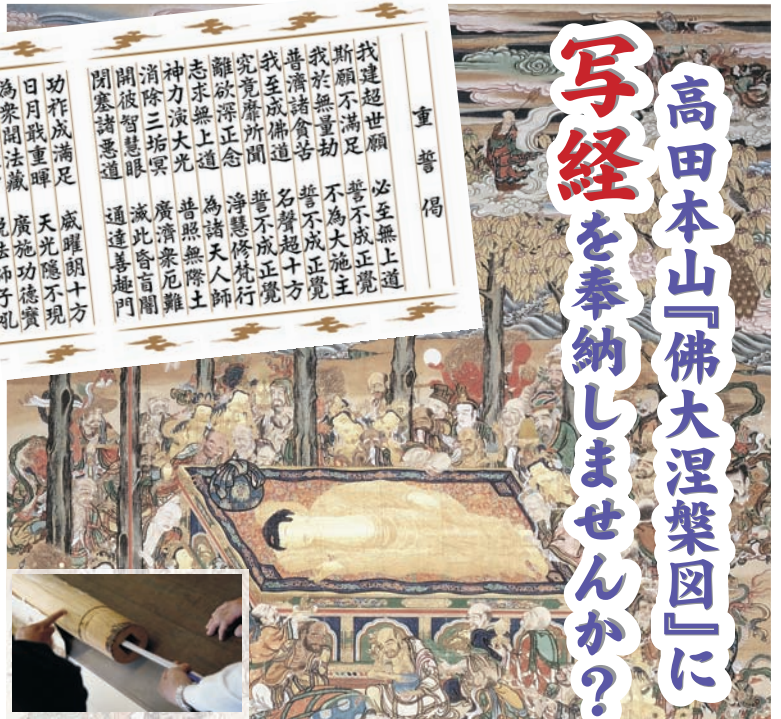 高田本山『佛大涅槃図』に
写経を奉納しませんか?
重誓偈
我建超世願 必至無上道
斯願不満足 誓不成正覺
我於無量劫 不為大施主
普濟諸貧苦 誓不成正覺
我至成佛道 名聲超十方
究竟靡所聞 誓不成正覺
離欲深正念 淨慧修梵行
志求無上道 為諸天人師
神力演大光 普照無際土
消除三垢冥 廣濟衆厄難
開彼智慧眼 滅此昏盲闇
閉塞諸悪道 通達善趣門
功祚成満足 威曜朗十方
日月戢重暉 天光隠不現
為衆開法藏 廣施功德寶
説法師子吼